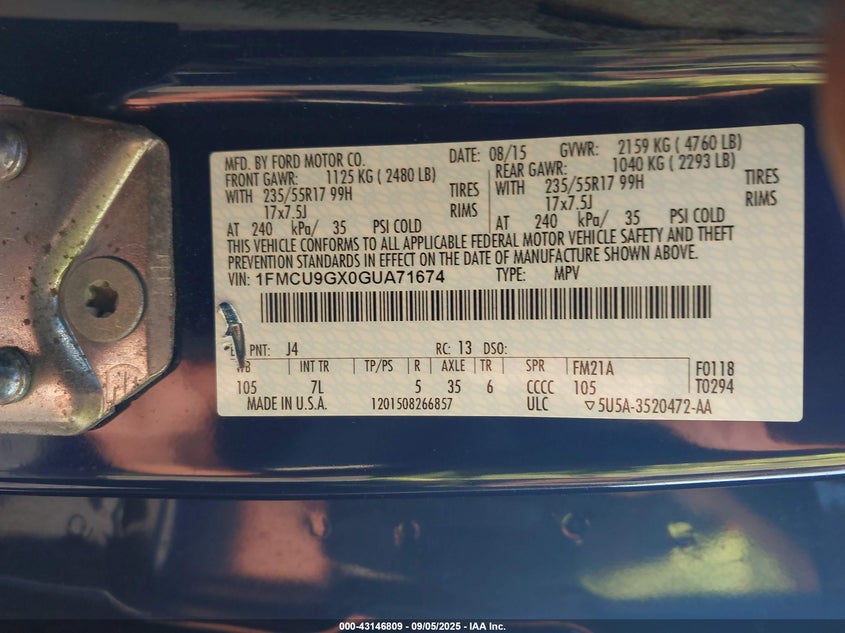 MFD. BY FORD MOTOR CO.
DATE: 08/15 GVWR: 2159 KG ( 4760 LB)
FRONT GAWR: 1125 KG ( 2480 LB)
REAR GAWR: 1040 KG ( 2293 LB)
WITH 235/55R17 99H TIRES
WITH 235/55R17 99H TIRES
17x7.5J RIMS
17x7.5J RIMS
AT 240 kPa/ 35 PSI COLD
AT 240 kPa/ 35 PSI COLD
THIS VEHICLE CONFORMS TO ALL APPLICABLE FEDERAL MOTOR VEHICLE SAFETY AND THEFT
PREVENTION STANDARDS IN EFFECT ON THE DATE OF MANUFACTURE SHOWN ABOVE.
VIN: 1FMCU9GX0GUA71674 TYPE: MPV
PNT: J4 RC: 13 DSO:
INT TR TP/PS R AXLE TR SPR FM21A F0118
105 7L 5 35 6 CCCC 105 T0294
MADE IN U.S.A. 1201508266857 ULC ▽5U5A-3520472-AA
000-43146809 - 09/05/2025 - IAA Inc.